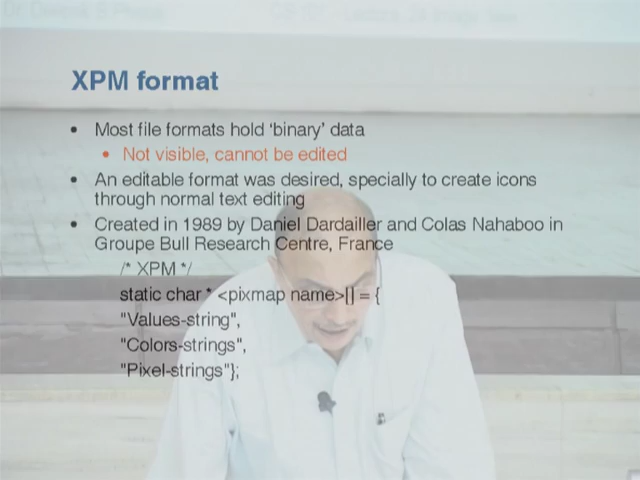 XPM format
• Most file formats hold ‘binary’ data
• Not visible, cannot be edited
• An editable format was desired, specially to create icons
through normal text editing
• Created in 1989 by Daniel Dardailler and Colas Nahaboo in
Groupe Bull Research Centre, France
/* XPM */
static char * <pixmap name>[] = {
"Values-string",
"Colors-strings",
"Pixel-strings"};